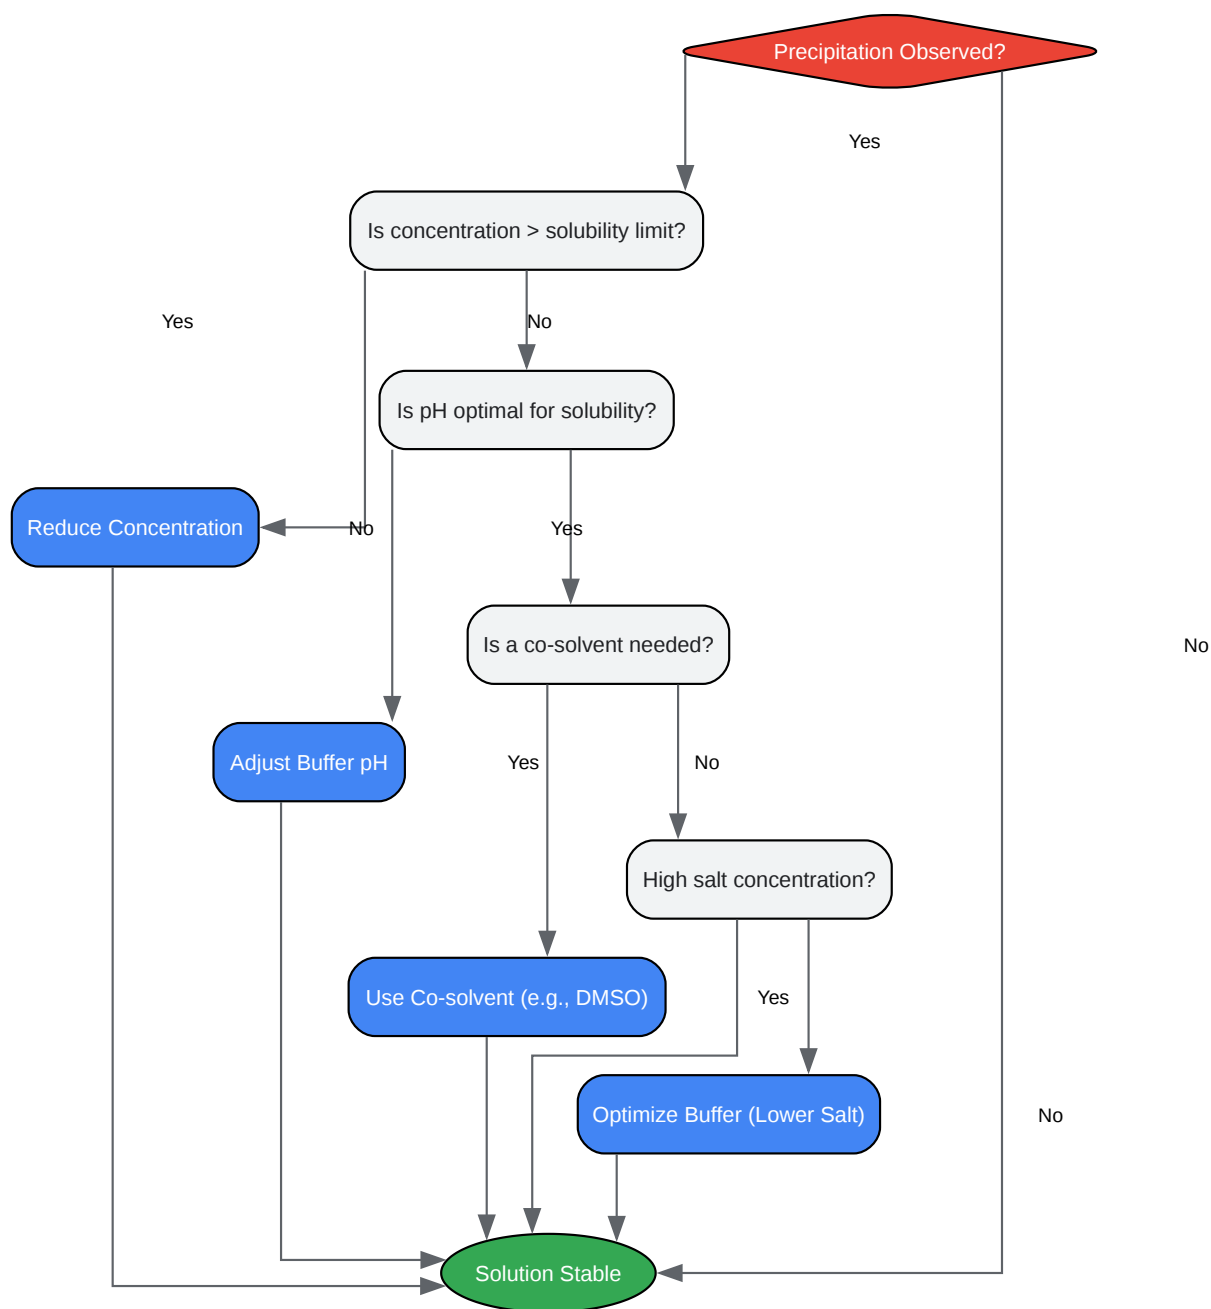 Precipitation Observed?
Yes
Is concentration > solubility limit?
Yes
No
Is pH optimal for solubility?
Reduce Concentration
No
Yes
Is a co-solvent needed?
No
Adjust Buffer pH
Yes
No
High salt concentration?
Use Co-solvent (e.g., DMSO)
Yes
Optimize Buffer (Lower Salt)
No
Solution Stable